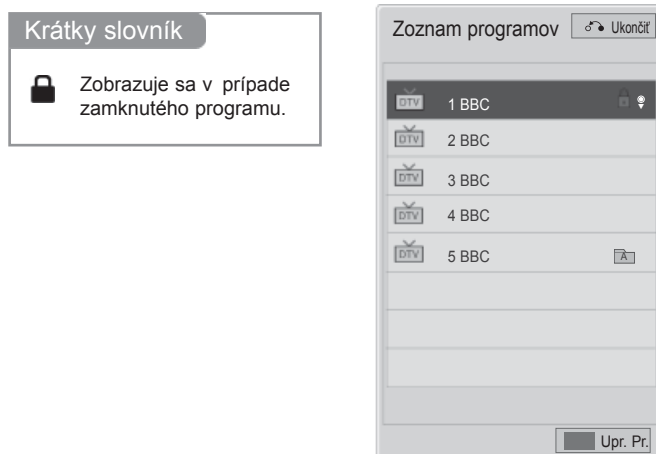 Krátky slovník
Zobrazuje sa v prípade
zamknutého programu.
Zoznam programov
Ukončiť
DTV 1 BBC
DTV 2 BBC
DTV 3 BBC
DTV 4 BBC
DTV 5 BBC A
Upr. Pr.